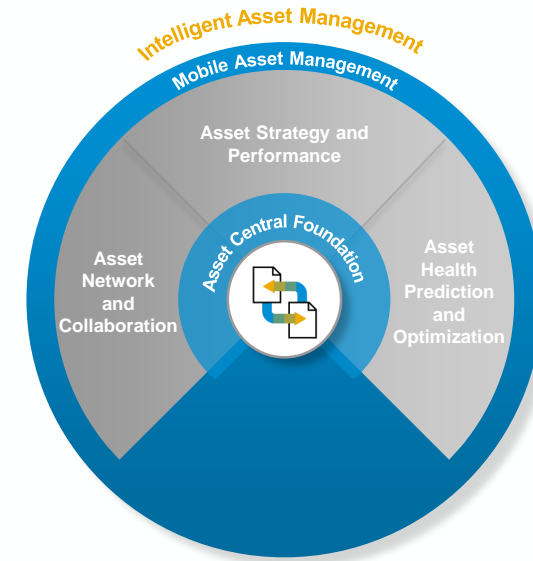 Intelligent Asset Management
Mobile Asset Management
Asset Strategy and
Performance
Asset Central Foundation
Asset
Network
and
Collaboration
Asset
Health
Prediction
and
Optimization